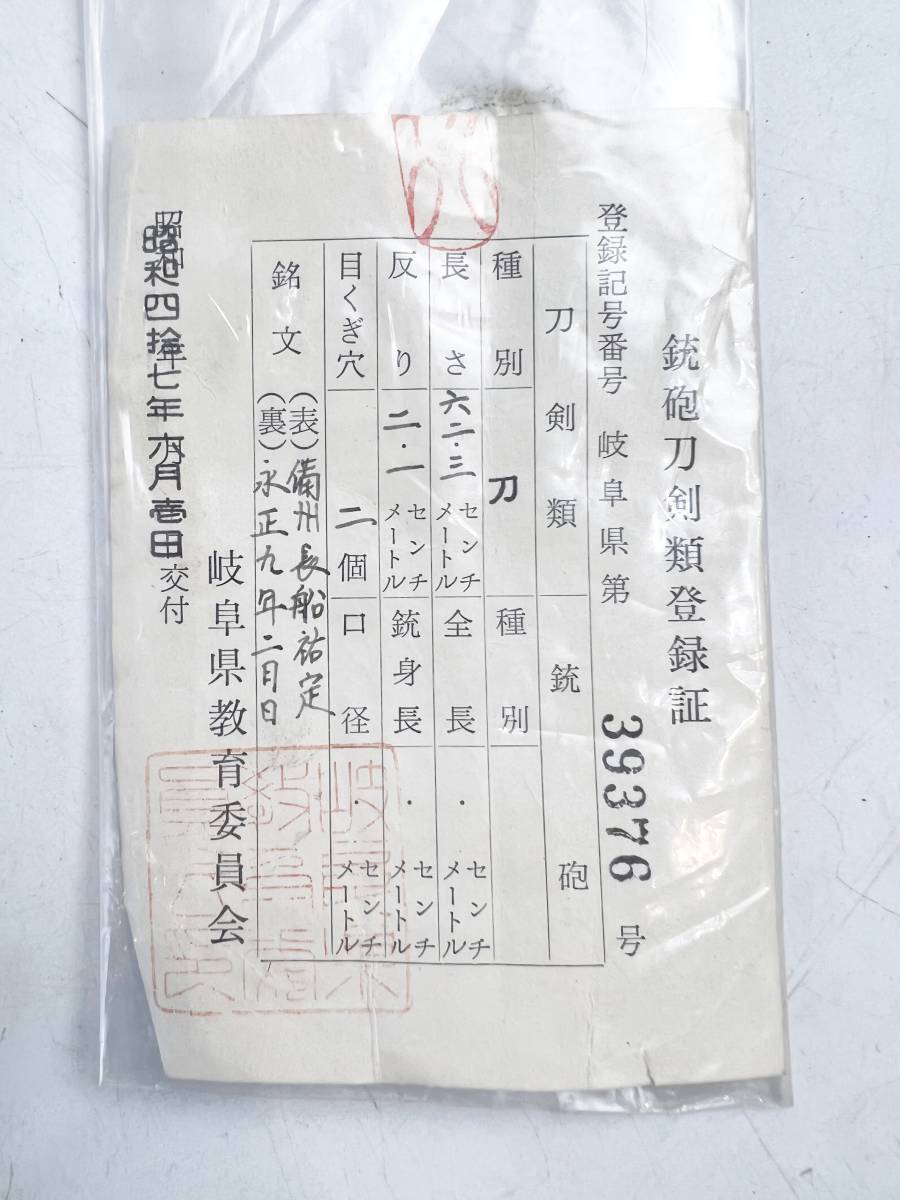 銃砲刀剣類登録証
登録記号番号 岐阜県第 39376 号
刀剣類 銃砲
種別 刀 種別
長さ 六二・三 センチメートル 全長 ・ センチメートル
反り 二・一 センチメートル 銃身長 ・ センチメートル
目くぎ穴 二個 口径 ・ センチメートル
銘文 (表) 備州長船祐定
(裏) 永正九年二月日
昭和四拾七年六月壱日交付
岐阜県教育委員会